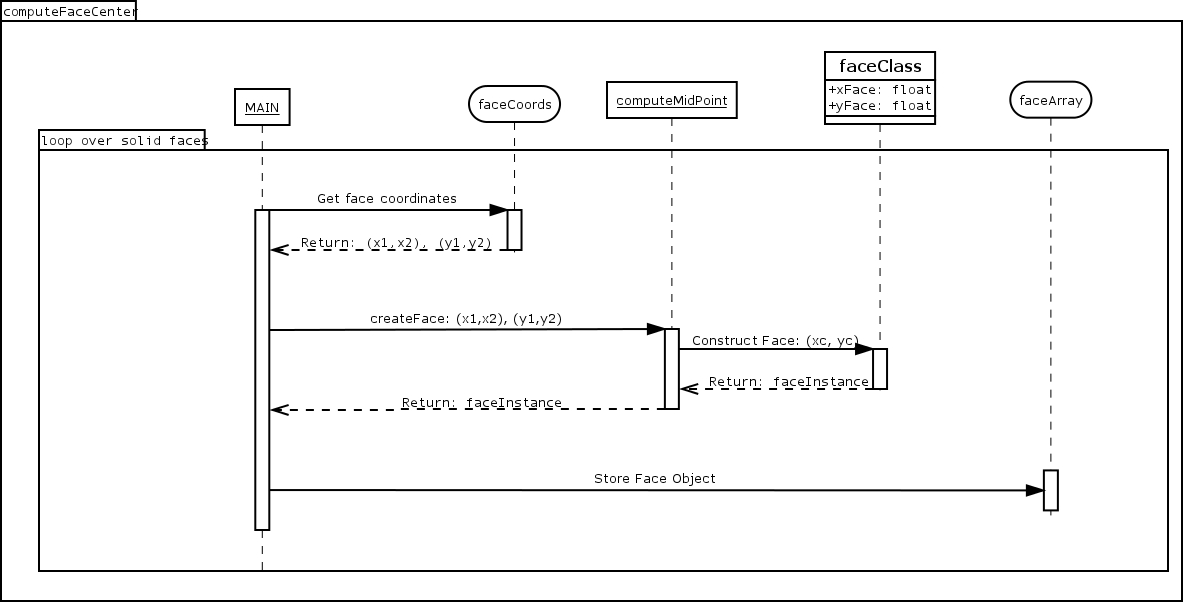 computeFaceCenter
faceClass
+xFace: float
+yFace: float
MAIN
faceCoords
computeMidPoint
faceArray
loop over solid faces
Get face coordinates
Return: (x1,x2), (y1,y2)
createFace: (x1,x2), (y1,y2)
Construct Face: (xc, yc)
Return: faceInstance
Return: faceInstance
Store Face Object